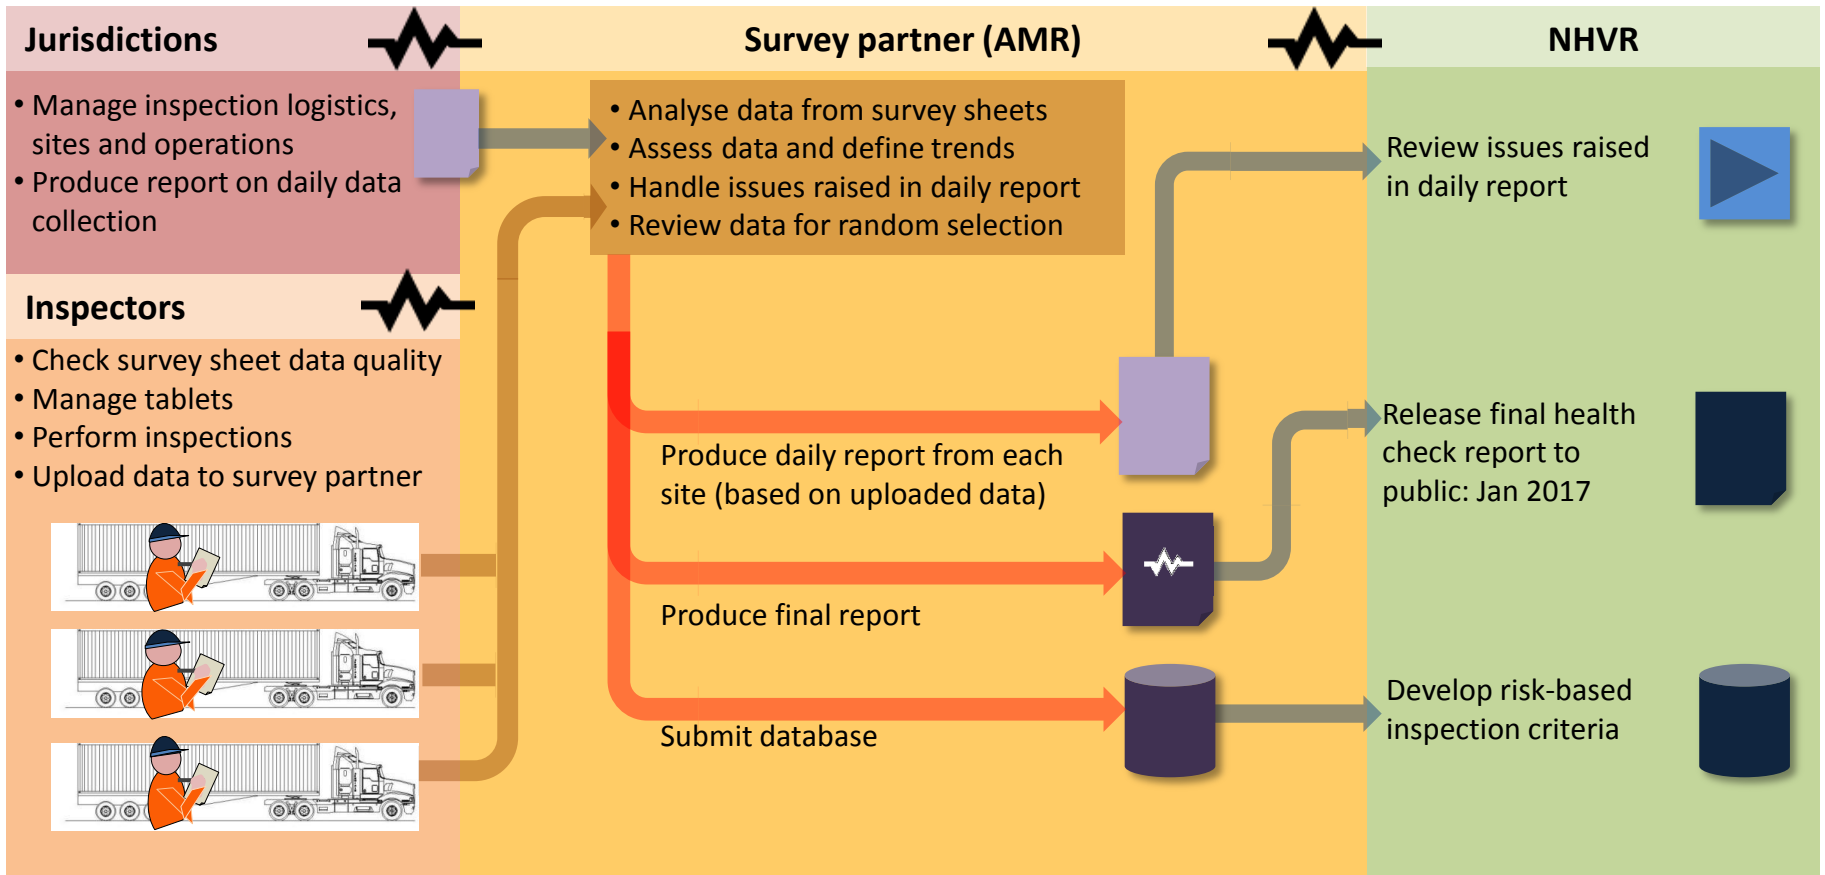 Jurisdictions
• Manage inspection logistics,
sites and operations
• Produce report on daily data
collection
Inspectors
• Check survey sheet data quality
• Manage tablets
• Perform inspections
• Upload data to survey partner
Survey partner (AMR)
• Analyse data from survey sheets
• Assess data and define trends
• Handle issues raised in daily report
• Review data for random selection
Produce daily report from each
site (based on uploaded data)
Produce final report
Submit database
NHVR
Review issues raised
in daily report
Release final health
check report to
public: Jan 2017
Develop risk-based
inspection criteria